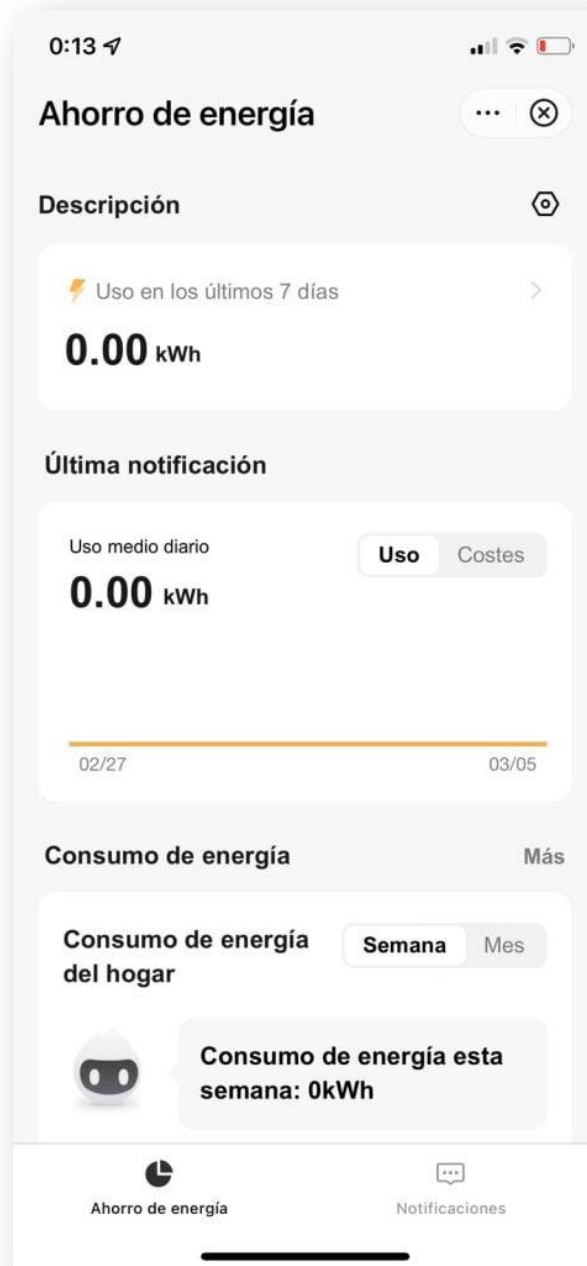 0:13
Ahorro de energía
Descripción
Uso en los últimos 7 días
0.00 kWh
Última notificación
Uso medio diario
Uso Costes
0.00 kWh
02/27 03/05
Consumo de energía Más
Consumo de energía
del hogar
Semana Mes
Consumo de energía esta
semana: 0kWh
Ahorro de energía Notificaciones